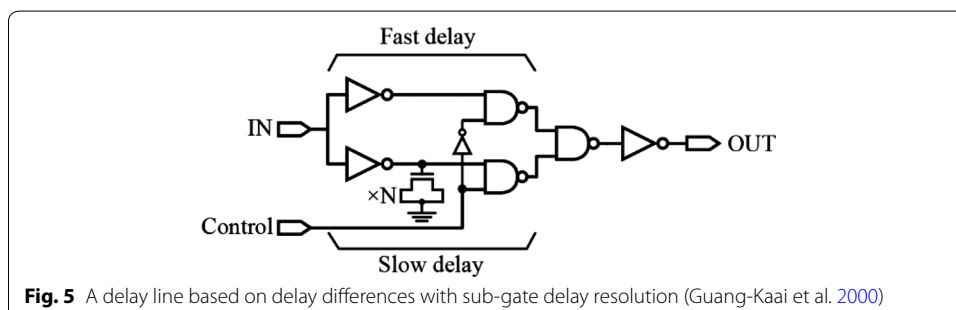 Fast delay
IN
OUT
×N
Control
Slow delay
Fig. 5 A delay line based on delay differences with sub-gate delay resolution (Guang-Kaai et al. 2000)